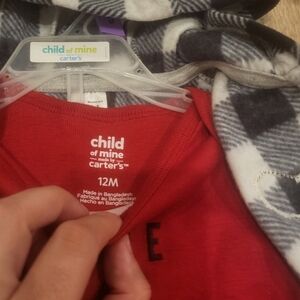 child of mine
carter's
child
of mine
made by
carter's™
12M
Made in Bangladesh
Fabriqué au Bangladesh
Hecho en Bangladesh
E